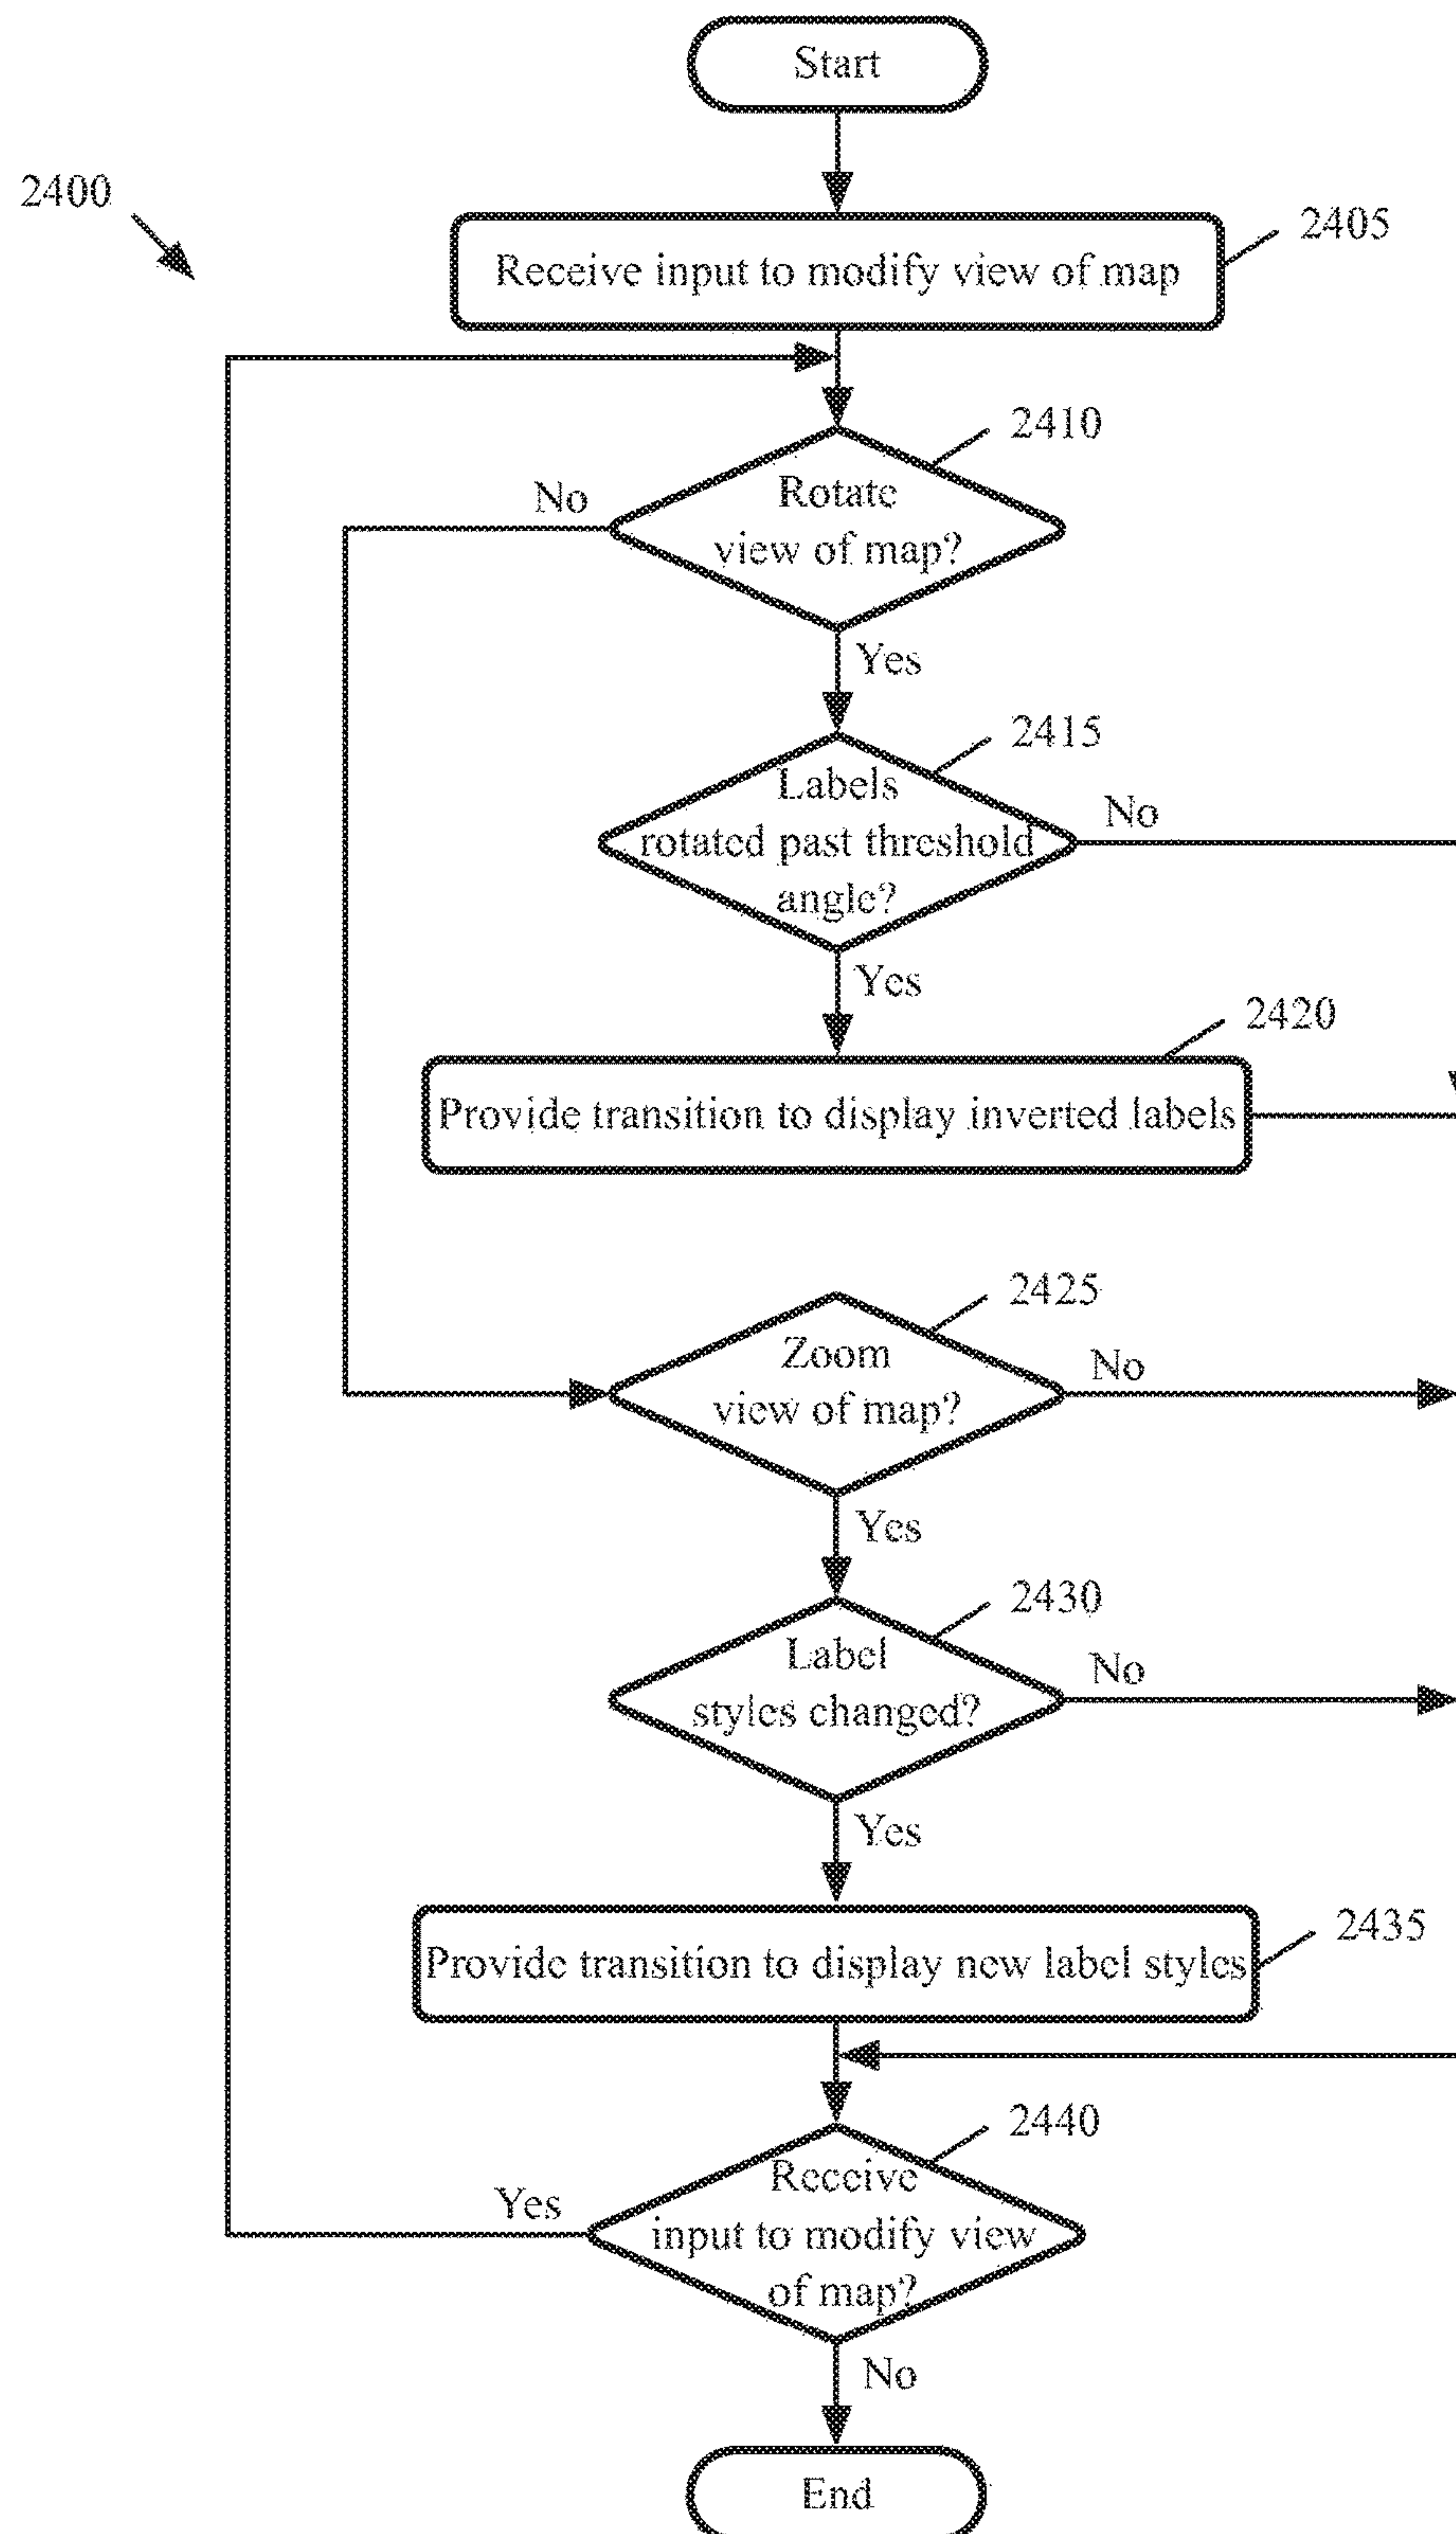 Start
2400
2405
Receive input to modify view of map
2410
No
Rotate
view of map?
Yes
2415
Labels
rotated past threshold
angle?
No
Yes
2420
Provide transition to display inverted labels
2425
Zoom
view of map?
No
Yes
2430
Label
styles changed?
No
Yes
2435
Provide transition to display new label styles
2440
Receive
input to modify view
of map?
Yes
No
End